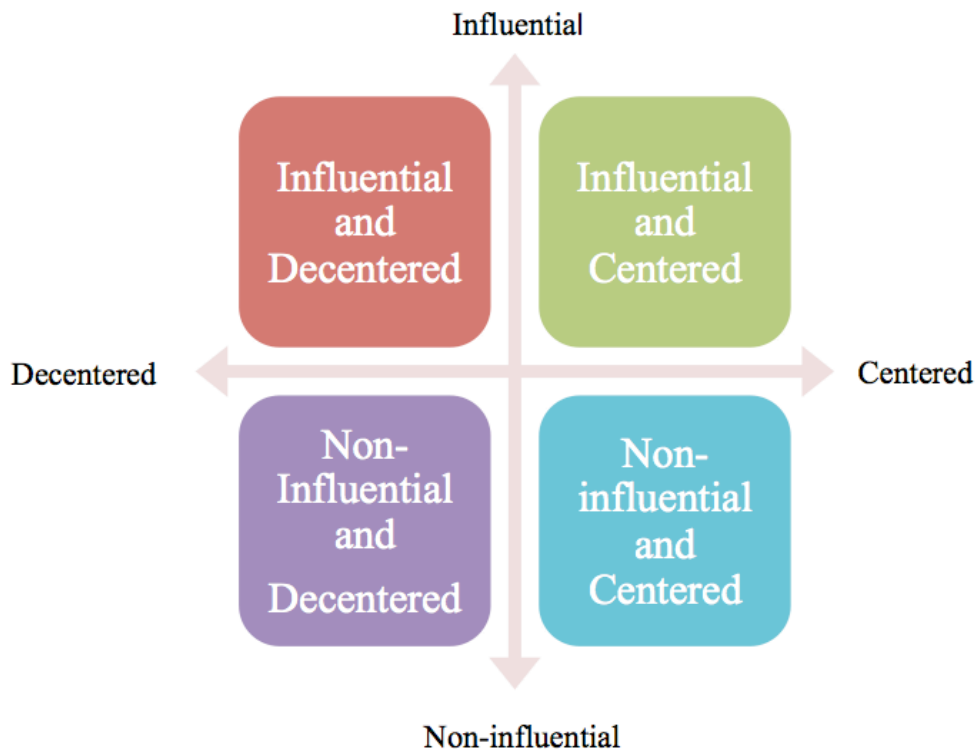 Influential
Influential
and
Decentered
Influential
and
Centered
Decentered
Centered
Non-
Influential
and
Decentered
Non-
influential
and
Centered
Non-influential